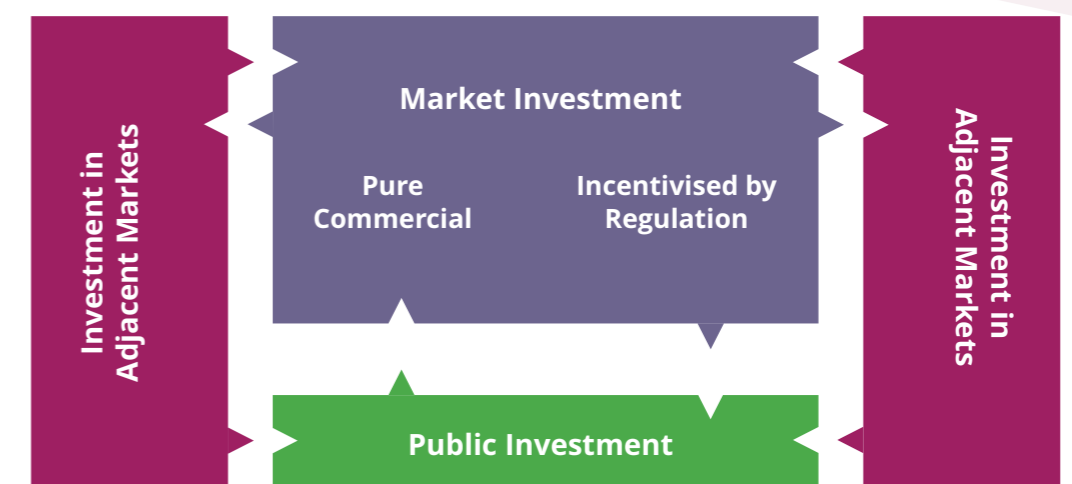 Investment in
Adjacent Markets
Market Investment
Pure
Commercial
Incentivised by
Regulation
Public Investment
Investment in
Adjacent Markets